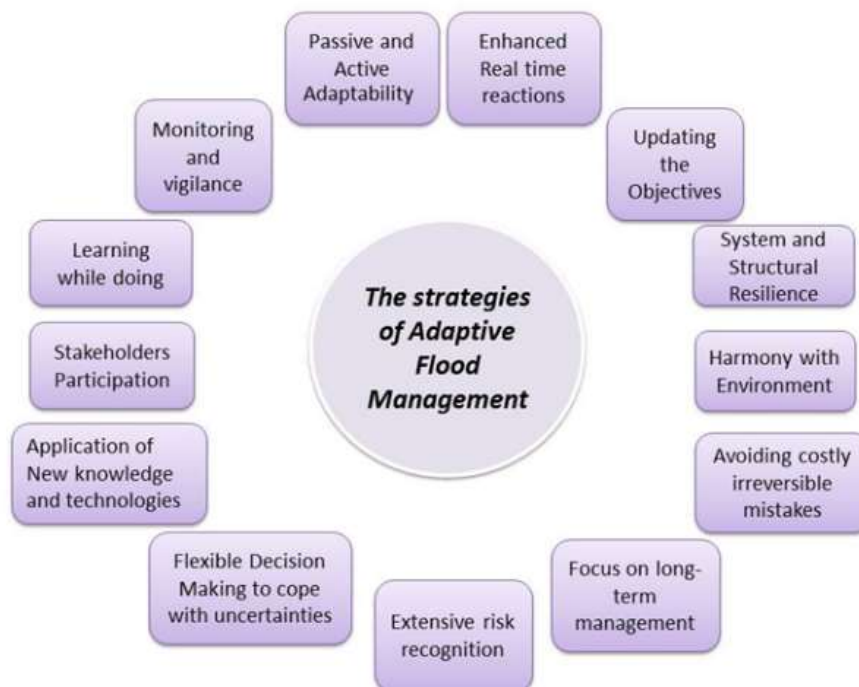 Passive and
Active
Adaptability
Enhanced
Real time
reactions
Updating
the
Objectives
System and
Structural
Resilience
Harmony with
Environment
Avoiding costly
irreversible
mistakes
Focus on long-
term
management
Extensive risk
recognition
Flexible Decision
Making to cope
with uncertainties
Application of
New knowledge
and technologies
Stakeholders
Participation
Learning
while doing
Monitoring
and
vigilance
The strategies
of Adaptive
Flood
Management